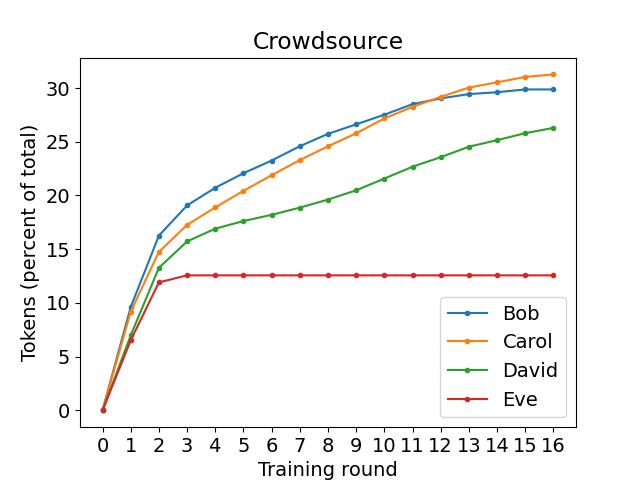 Crowdsource
Tokens (percent of total)
30
25
20
15
10
5
0
Bob
Carol
David
Eve
0 1 2 3 4 5 6 7 8 9 10 11 12 13 14 15 16
Training round